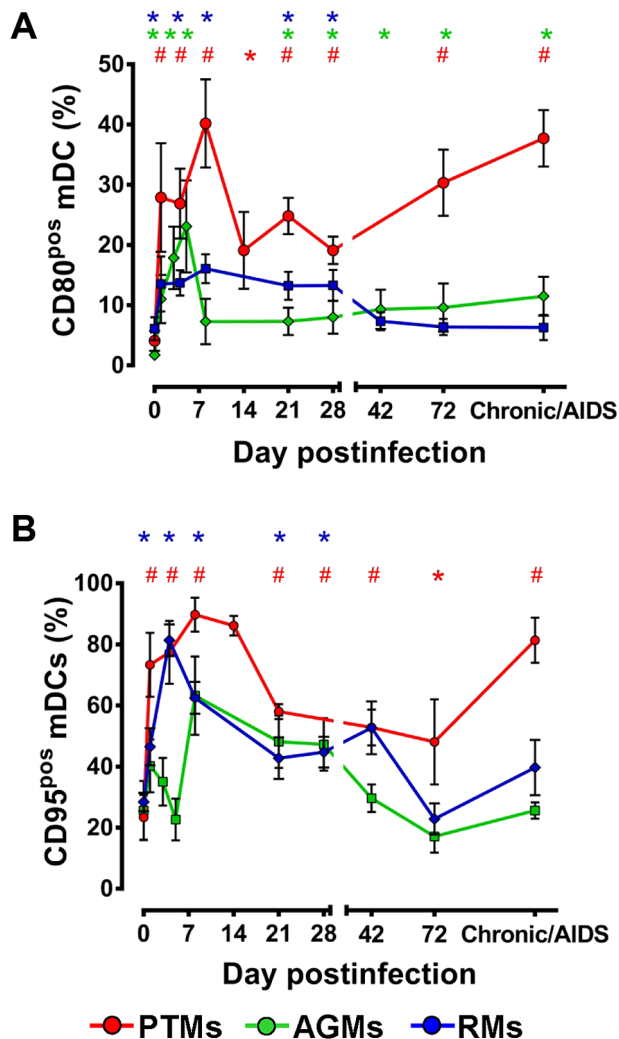 A
* * * * *
* * * * * * * *
# # # * # # # #
50
40
30
20
10
0
CD80pos mDC (%)
0 7 14 21 28 42 72 Chronic/AIDS
Day postinfection
B
* * * * *
# # # # # # * #
100
80
60
40
20
0
CD95pos mDCs (%)
0 7 14 21 28 42 72 Chronic/AIDS
Day postinfection
PTMs AGMs RMs